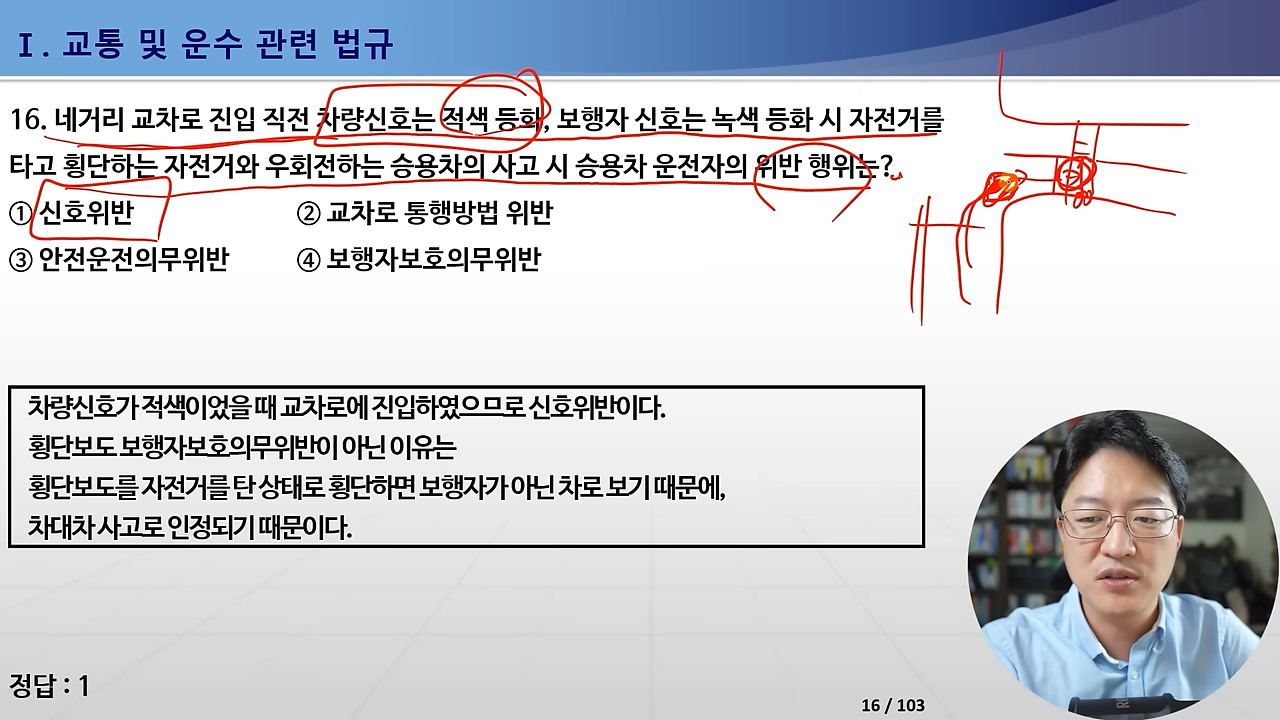 Ⅰ. 교통 및 운수 관련 법규
16. 네거리 교차로 진입 직전 차량신호는 적색 등화, 보행자 신호는 녹색 등화 시 자전거를
타고 횡단하는 자전거와 우회전하는 승용차의 사고 시 승용차 운전자의 위반 행위는?
① 신호위반 ② 교차로 통행방법 위반
③ 안전운전의무위반 ④ 보행자보호의무위반
차량신호가 적색이었을 때 교차로에 진입하였으므로 신호위반이다.
횡단보도 보행자보호의무위반이 아닌 이유는
횡단보도를 자전거를 탄 상태로 횡단하면 보행자가 아닌 차로 보기 때문에,
차대차 사고로 인정되기 때문이다.
정답 : 1
16 / 103